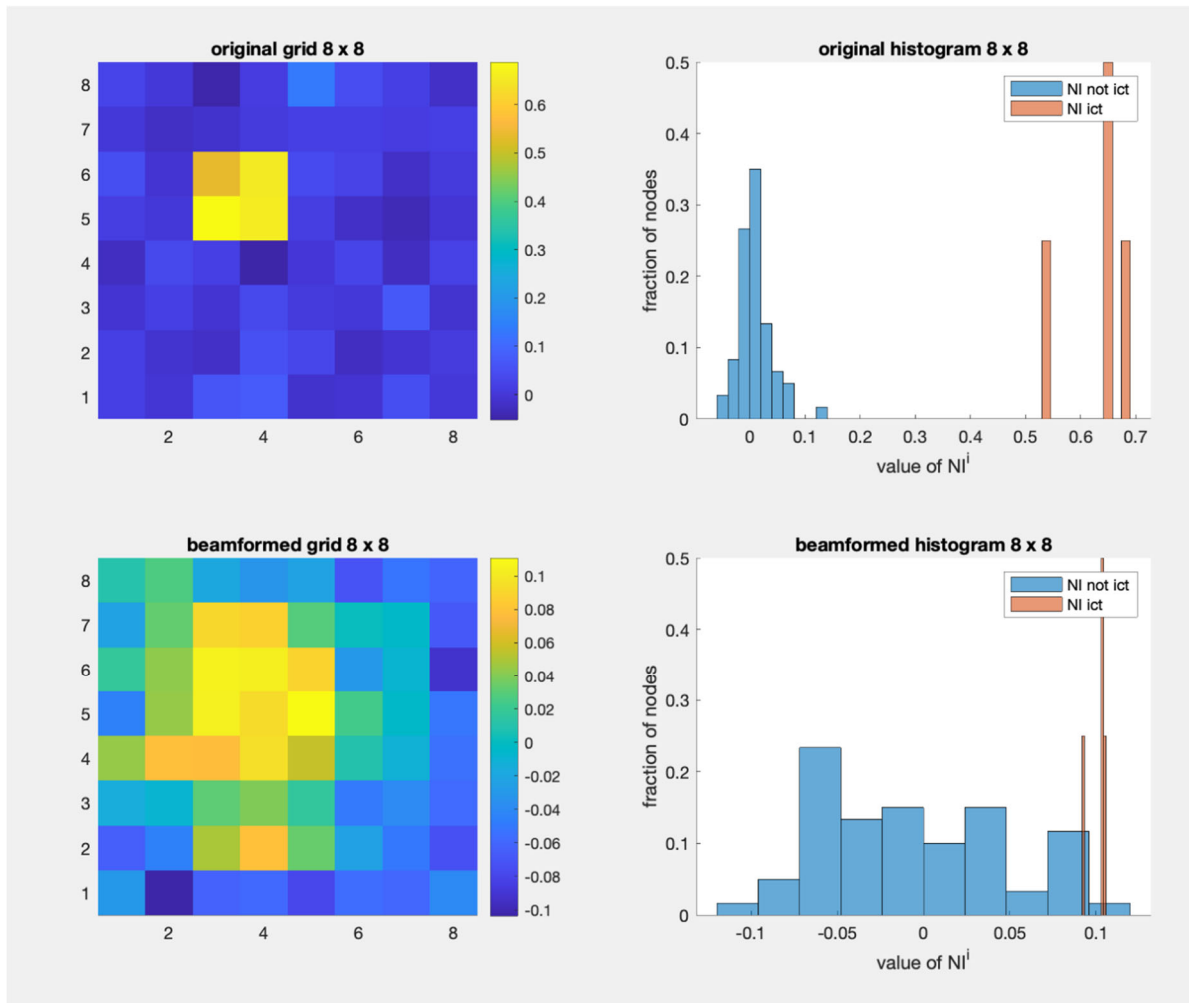 original grid 8 x 8
8
7
6
5
4
3
2
1
2 4 6 8
0.6
0.5
0.4
0.3
0.2
0.1
0
original histogram 8 x 8
NI not ict
NI ict
fraction of nodes
0.5
0.4
0.3
0.2
0.1
0
0 0.1 0.2 0.3 0.4 0.5 0.6 0.7
value of NIⁱ
beamformed grid 8 x 8
8
7
6
5
4
3
2
1
2 4 6 8
0.1
0.08
0.06
0.04
0.02
0
-0.02
-0.04
-0.06
-0.08
-0.1
beamformed histogram 8 x 8
NI not ict
NI ict
fraction of nodes
0.5
0.4
0.3
0.2
0.1
0
-0.1 -0.05 0 0.05 0.1
value of NIⁱ